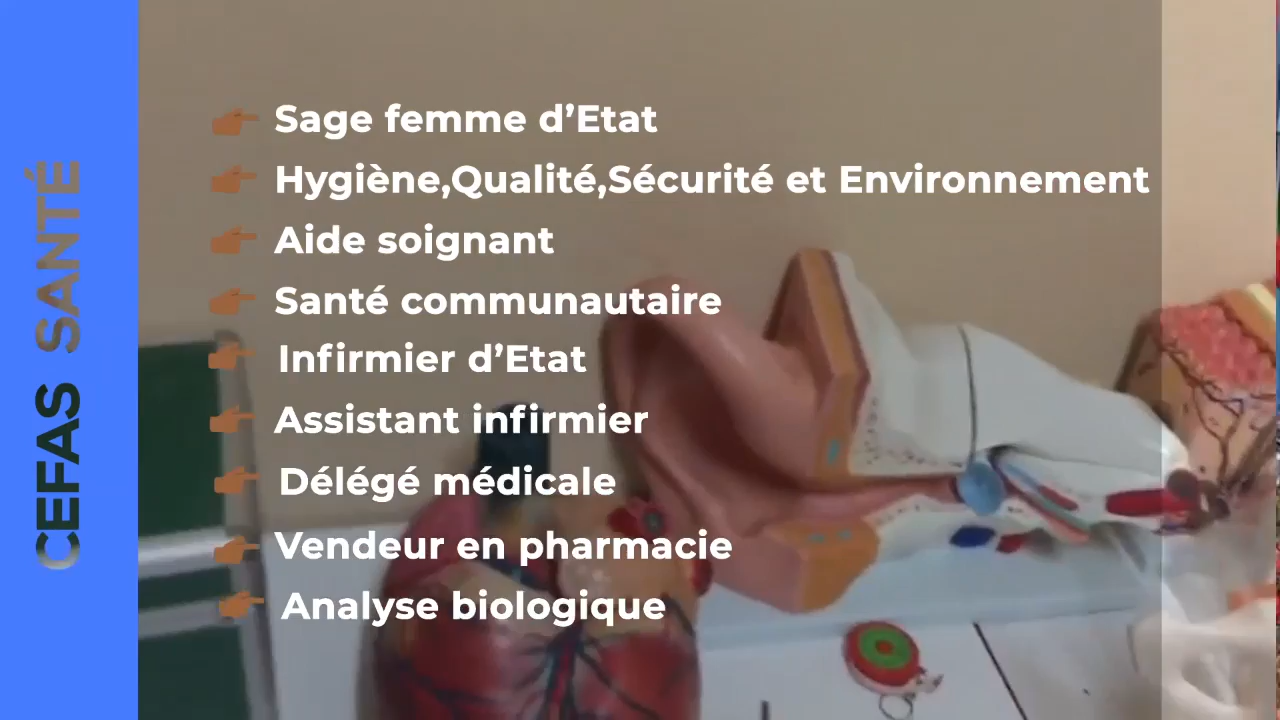 CEFAS SANTÉ
Sage femme d’Etat
Hygiène,Qualité,Sécurité et Environnement
Aide soignant
Santé communautaire
Infirmier d’Etat
Assistant infirmier
Délégé médicale
Vendeur en pharmacie
Analyse biologique